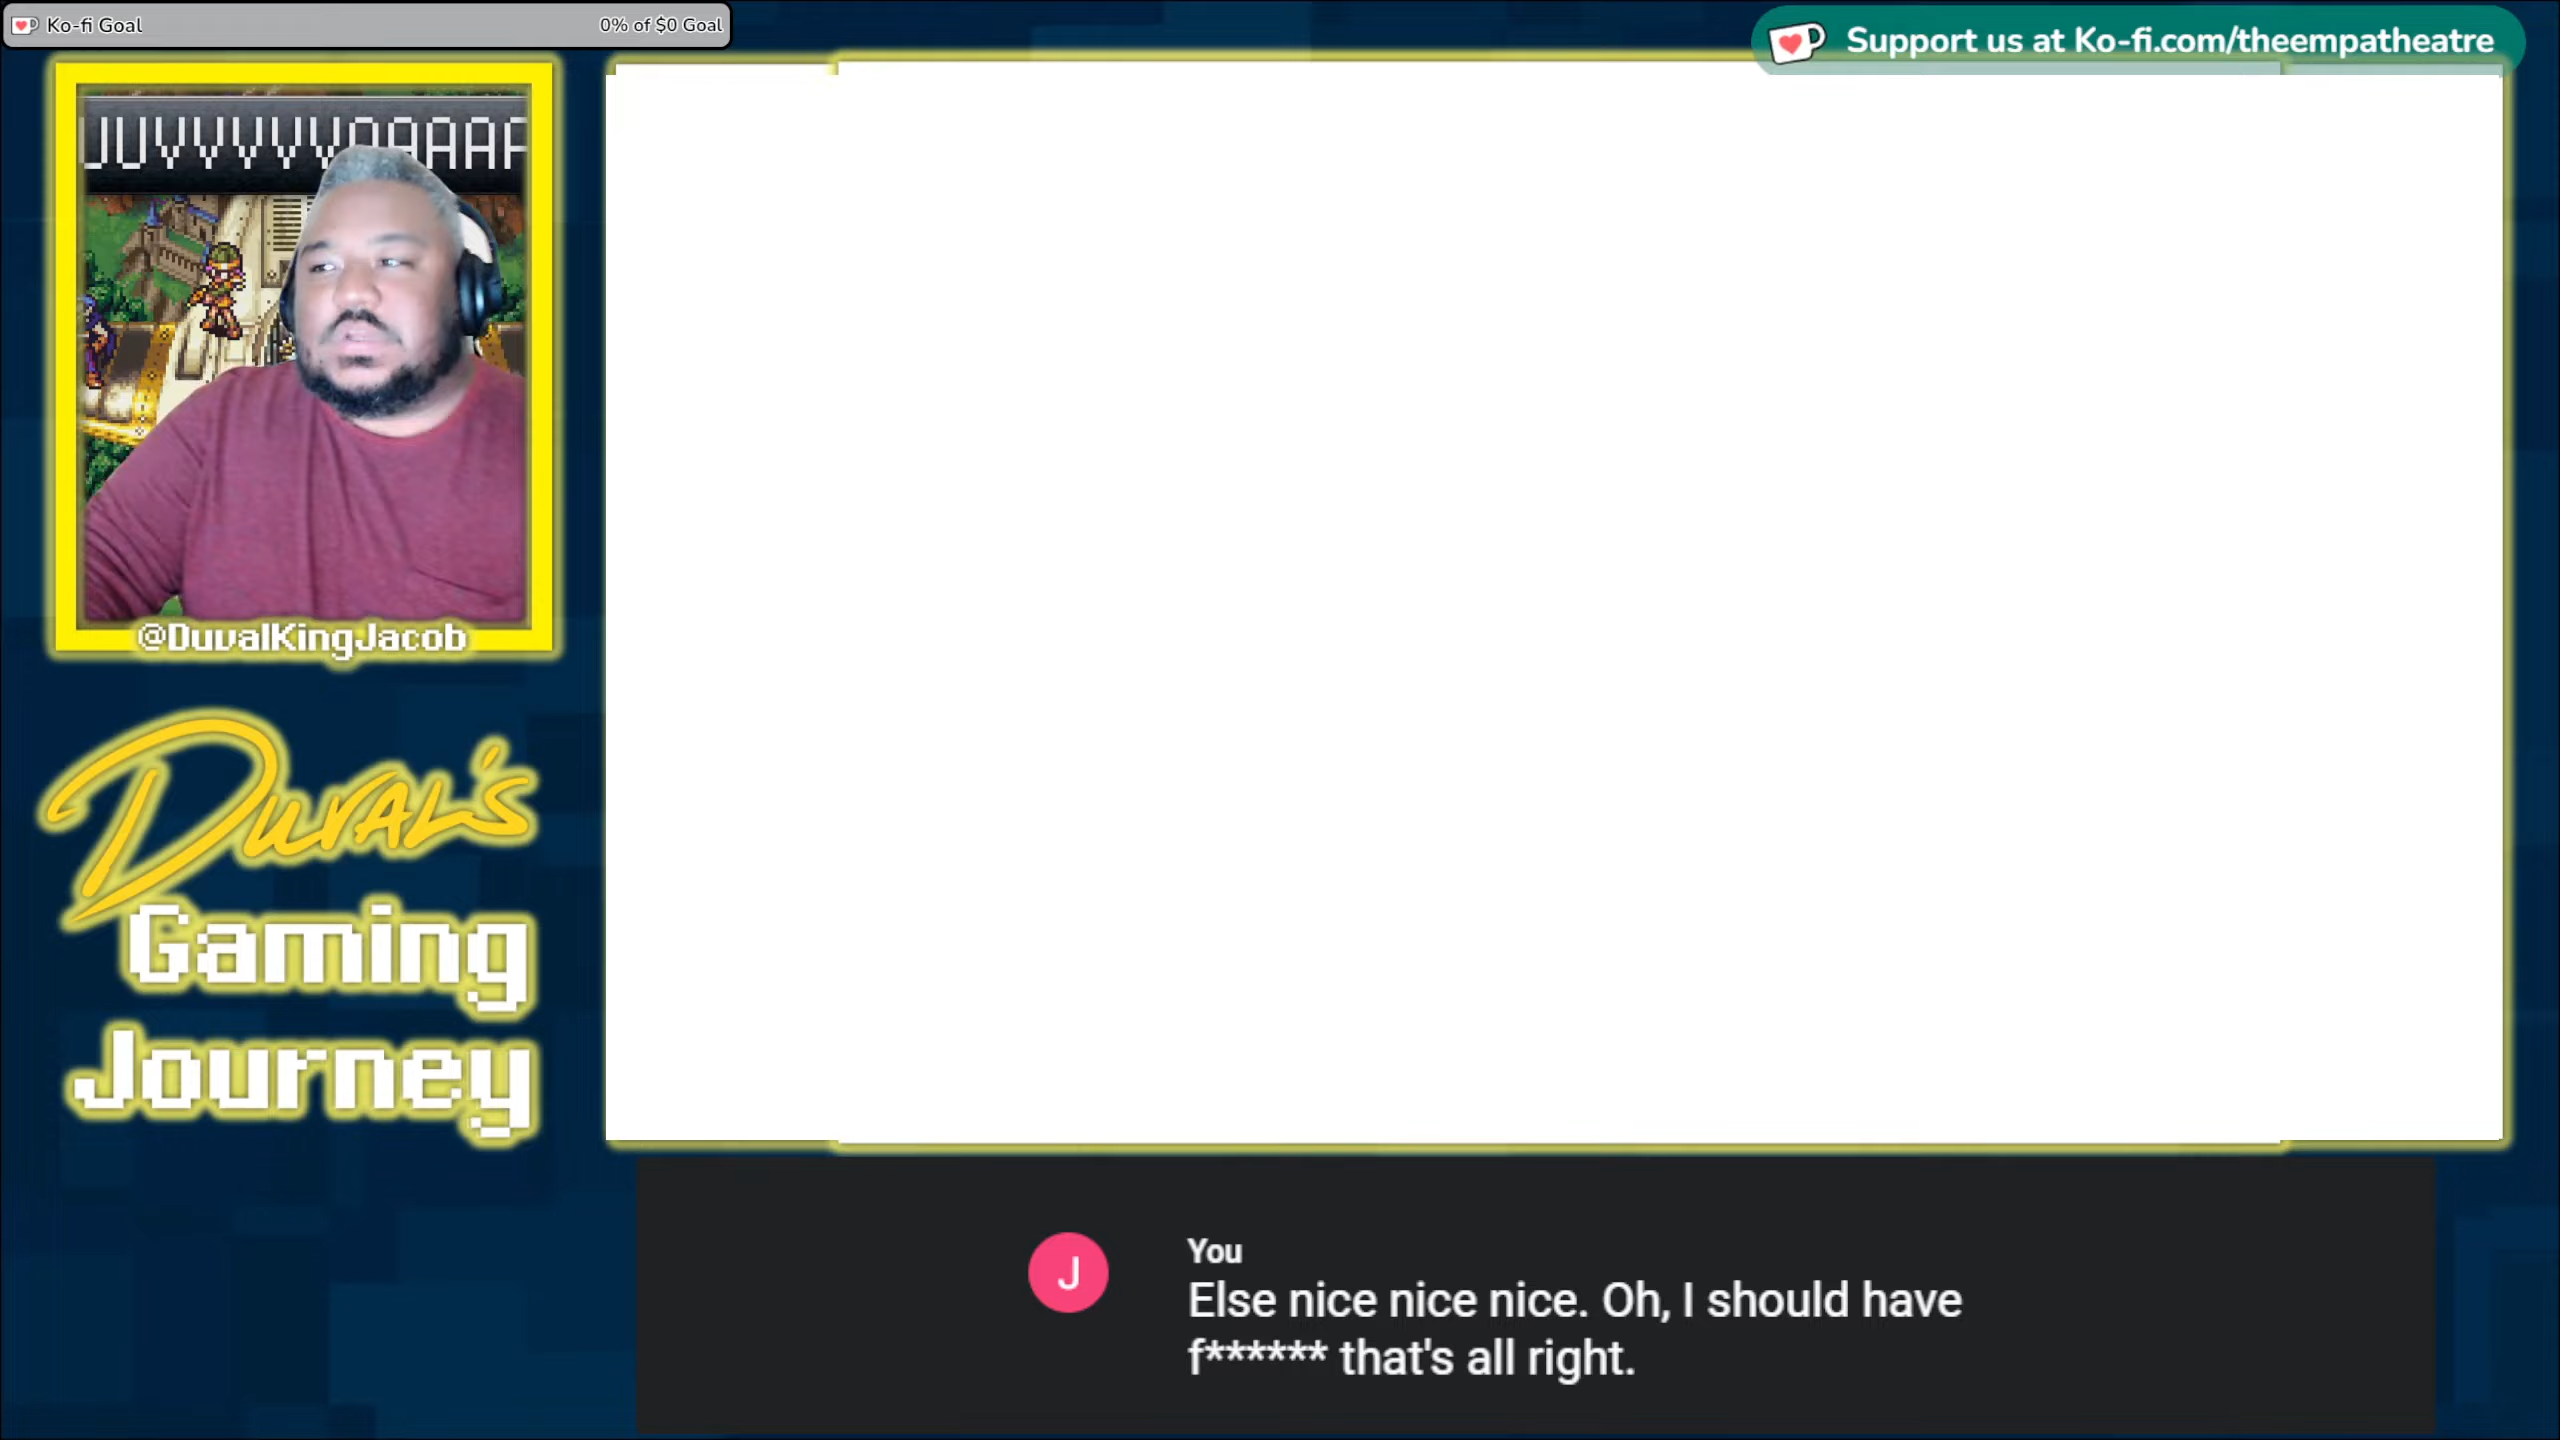 Ko-fi Goal
0% of $0 Goal
Support us at Ko-fi.com/theempatheatre
UUVVVVVAAAAA
@DuvalKingJacob
DUVAL'S
Gaming
Journey
J
You
Else nice nice nice. Oh, I should have
f****** that's all right.